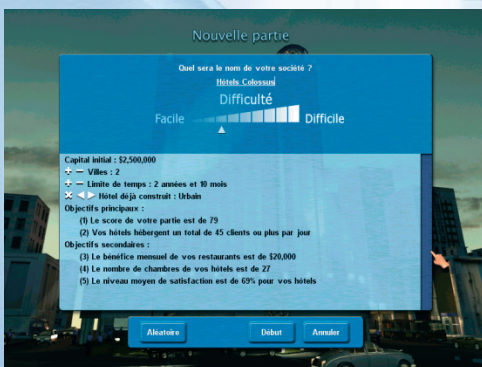 Nouvelle partie
Quel sera le nom de votre société ?
Hôtels Colossus
Difficulté
Facile Difficile
Capital initial : $2,500,000
Villes : 2
Limite de temps : 2 années et 10 mois
Hôtel déjà construit : Urbain
Objectifs principaux :
(1) Le score de votre partie est de 79
(2) Vos hôtels hébergent un total de 45 clients ou plus par jour
Objectifs secondaires :
(3) Le bénéfice mensuel de vos restaurants est de $20,000
(4) Le nombre de chambres de vos hôtels est de 27
(5) Le niveau moyen de satisfaction est de 69% pour vos hôtels
Aléatoire Début Annuler